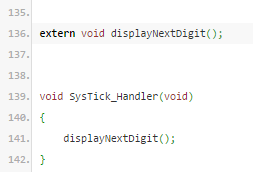 135.
136. extern void displayNextDigit();
137.
138.
139. void SysTick_Handler(void)
140. {
141.     displayNextDigit();
142. }